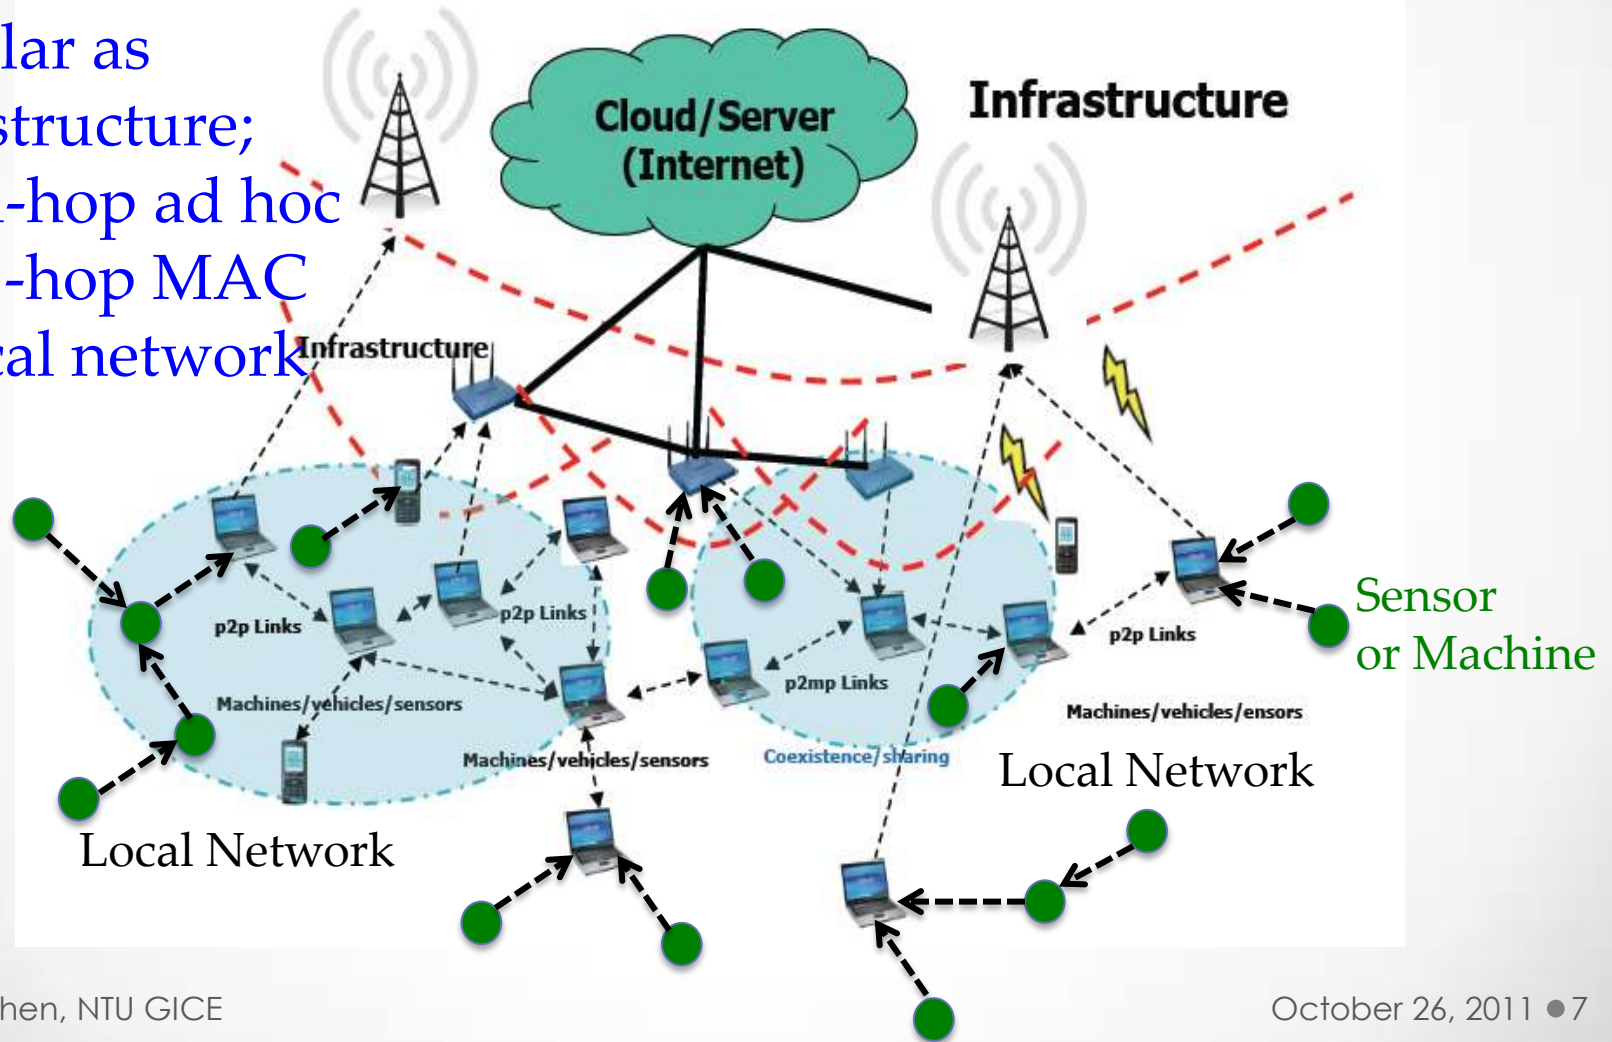 lar as
structure;
-hop ad hoc
-hop MAC
cal network
Cloud/Server
(Internet)
Infrastructure
Infrastructure
p2p Links
p2p Links
Machines/vehicles/sensors
Machines/vehicles/sensors
p2mp Links
Coexistence/sharing
p2p Links
Machines/vehicles/ensors
Sensor
or Machine
Local Network
Local Network
hen, NTU GICE
October 26, 2011 ● 7